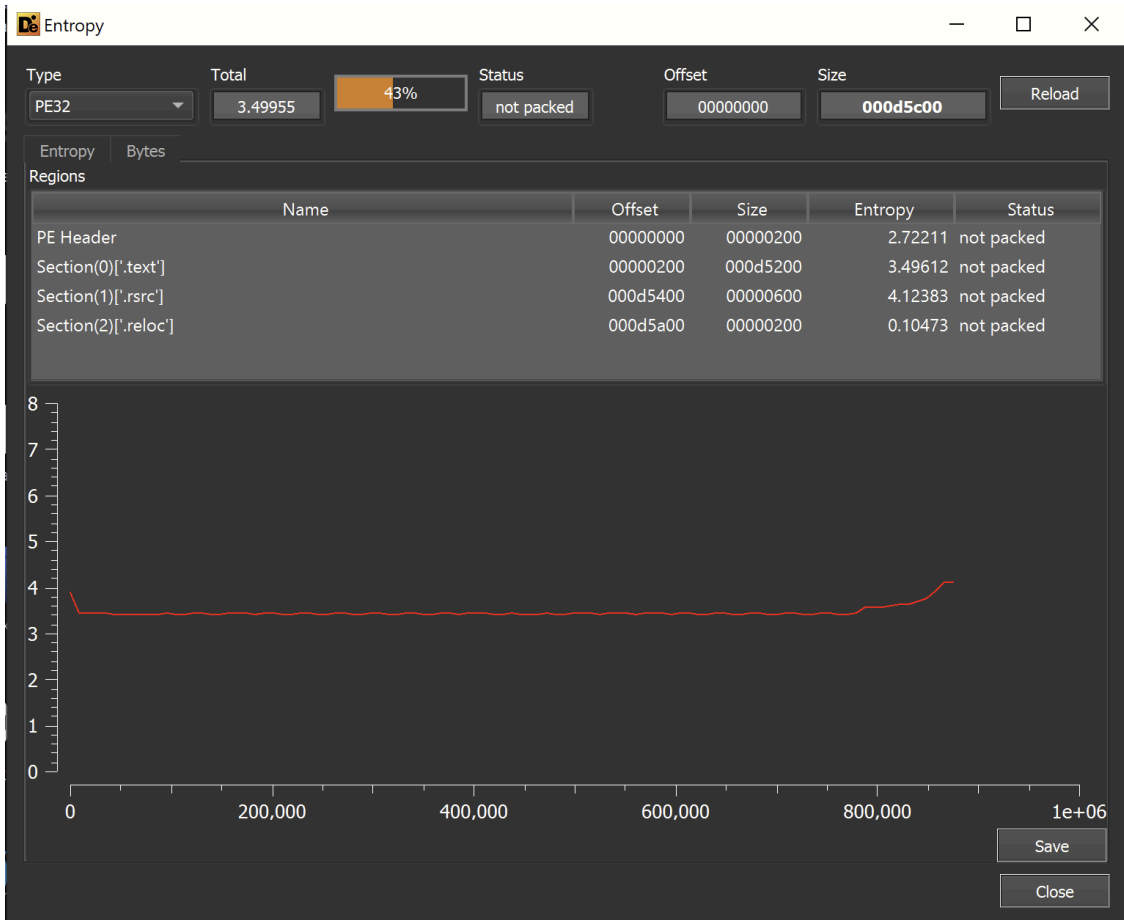 De Entropy
Type Total Status Offset Size
PE32 3.49955 43% not packed 00000000 000d5c00 Reload
Entropy Bytes
Regions
Name Offset Size Entropy Status
PE Header 00000000 00000200 2.72211 not packed
Section(0)['.text'] 00000200 000d5200 3.49612 not packed
Section(1)['.rsrc'] 000d5400 00000600 4.12383 not packed
Section(2)['.reloc'] 000d5a00 00000200 0.10473 not packed
8
7
6
5
4
3
2
1
0
0 200,000 400,000 600,000 800,000 1e+06
Save
Close